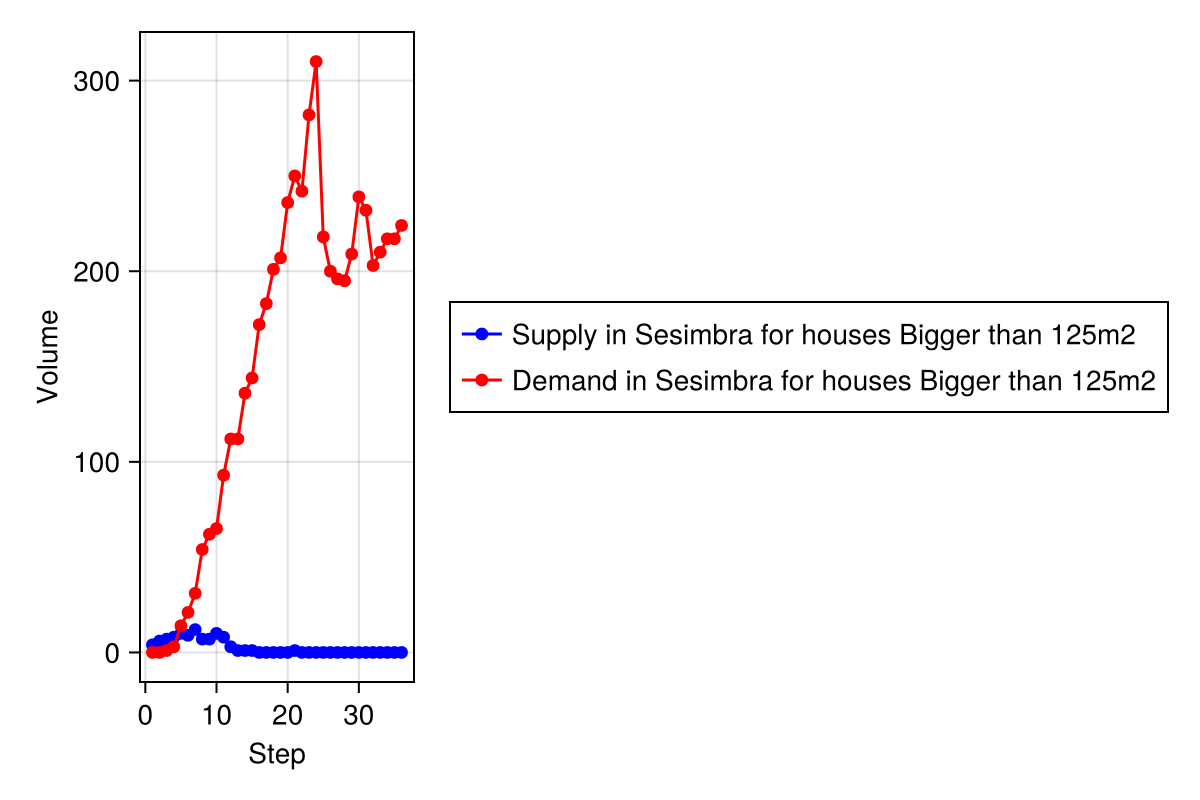 300
200
100
0
Volume
0 10 20 30
Step
Supply in Sesimbra for houses Bigger than 125m2
Demand in Sesimbra for houses Bigger than 125m2